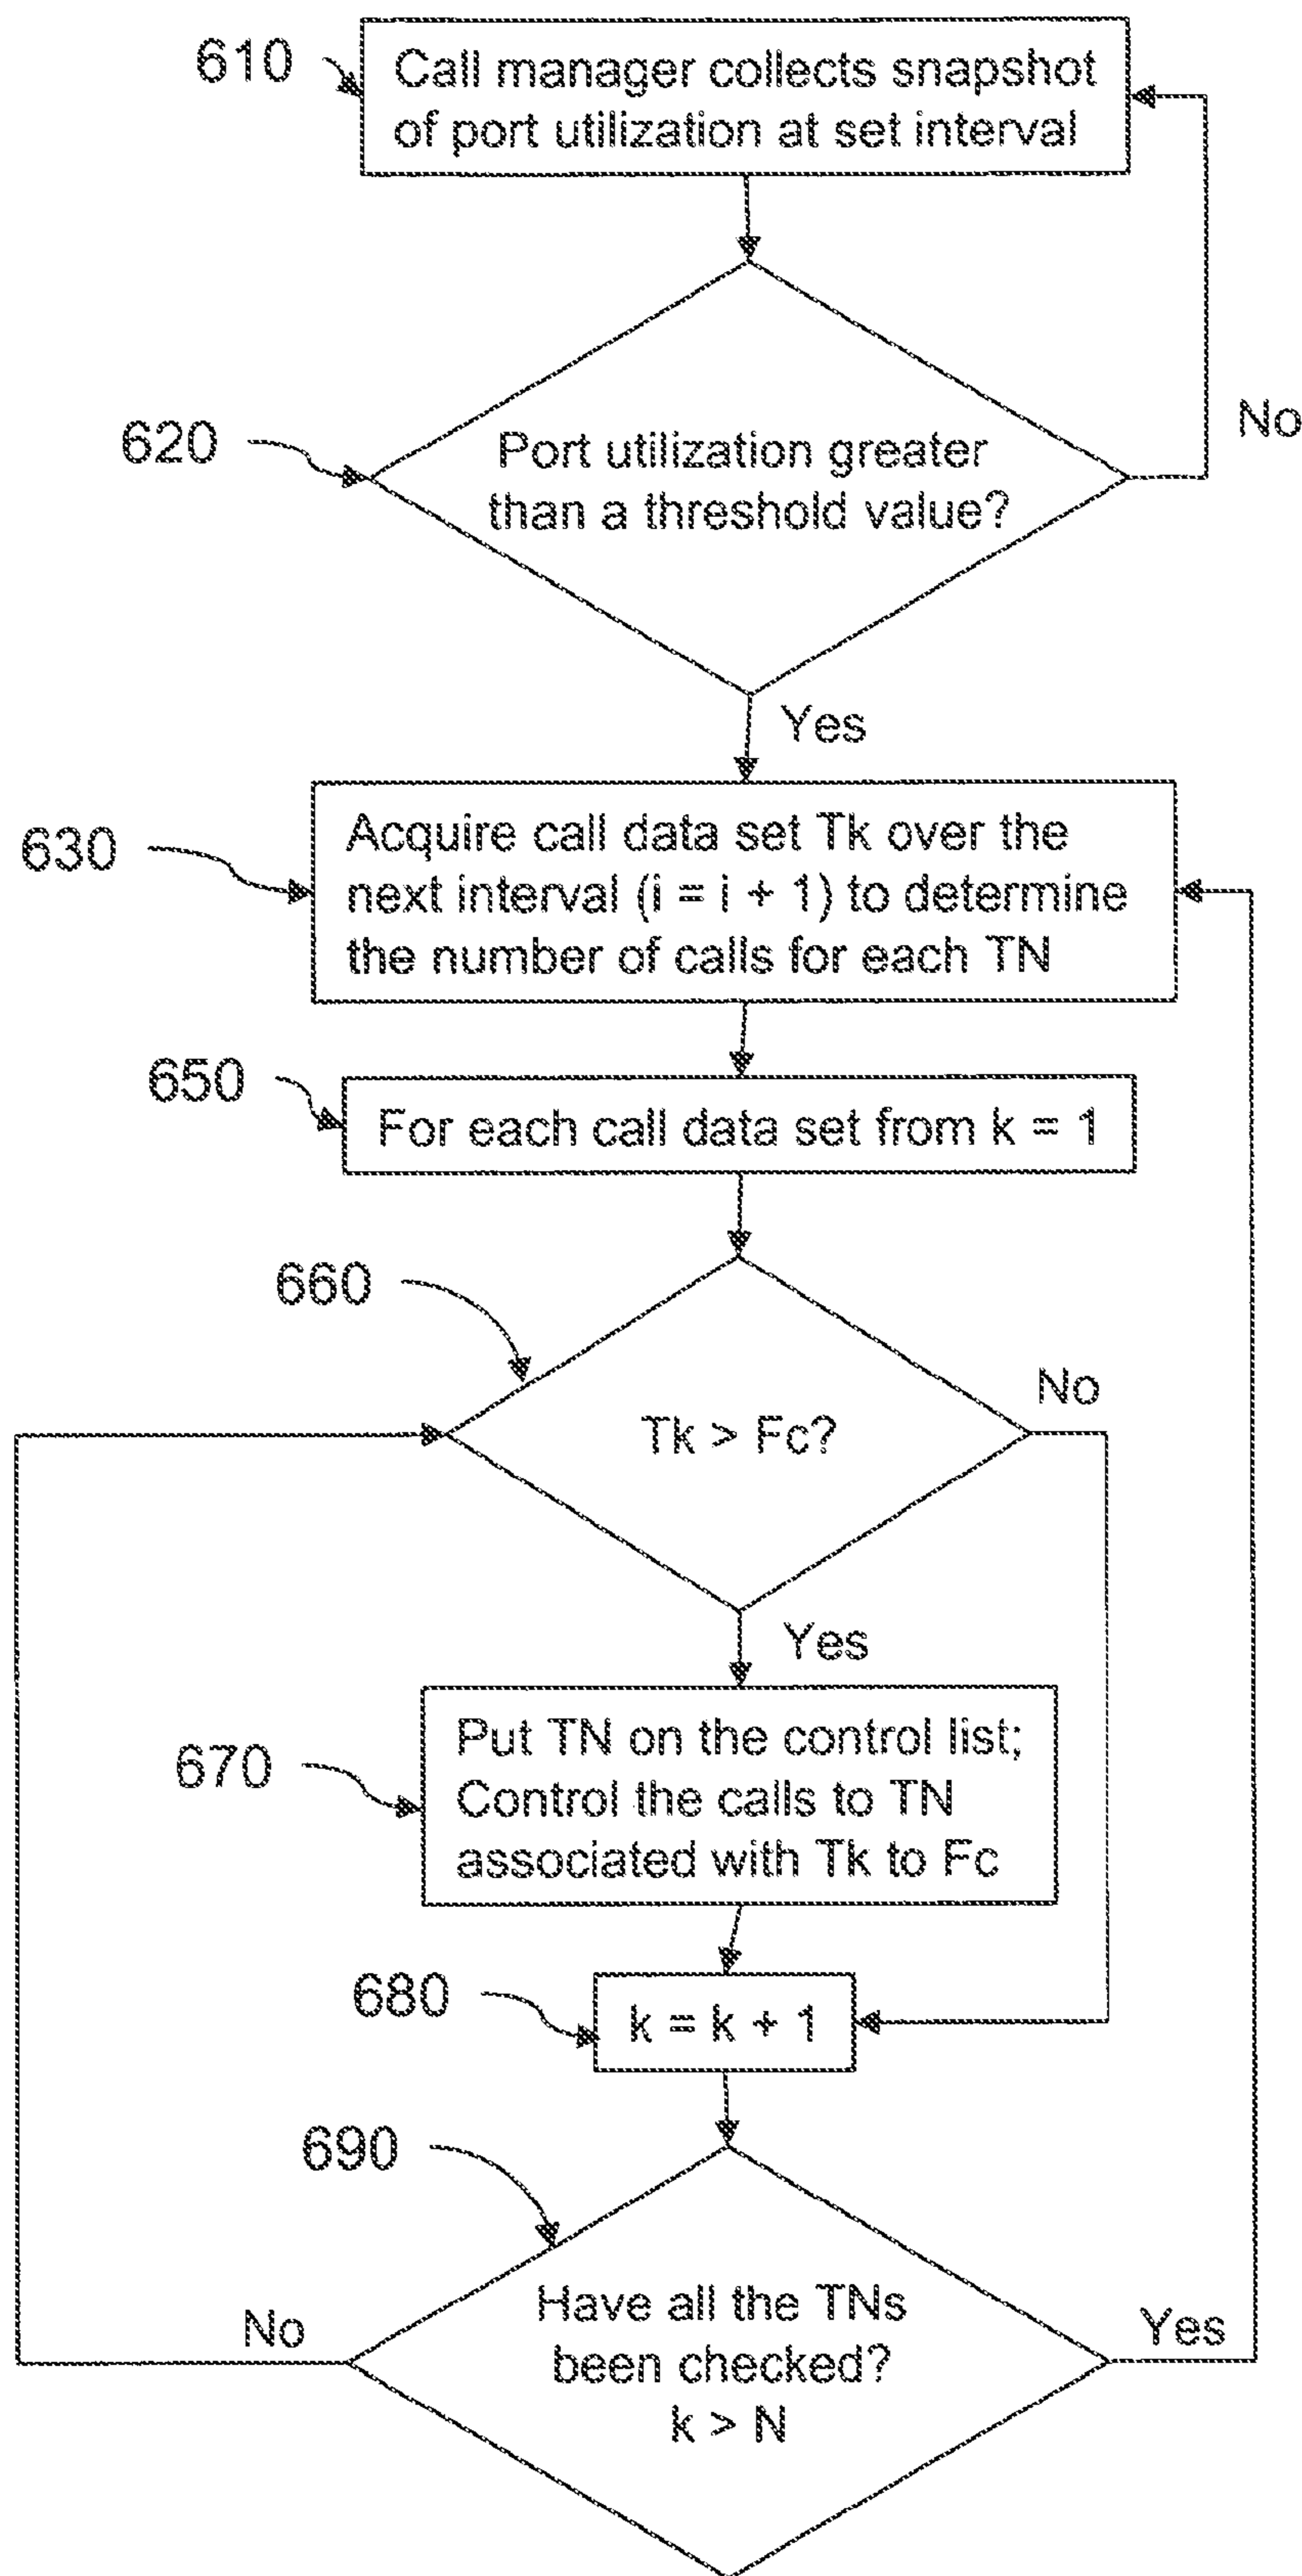 610
Call manager collects snapshot
of port utilization at set interval
620
Port utilization greater
than a threshold value?
No
Yes
630
Acquire call data set Tk over the
next interval (i = i + 1) to determine
the number of calls for each TN
650
For each call data set from k = 1
660
Tk > Fc?
No
Yes
670
Put TN on the control list;
Control the calls to TN
associated with Tk to Fc
680
k = k + 1
690
Have all the TNs
been checked?
k > N
No
Yes